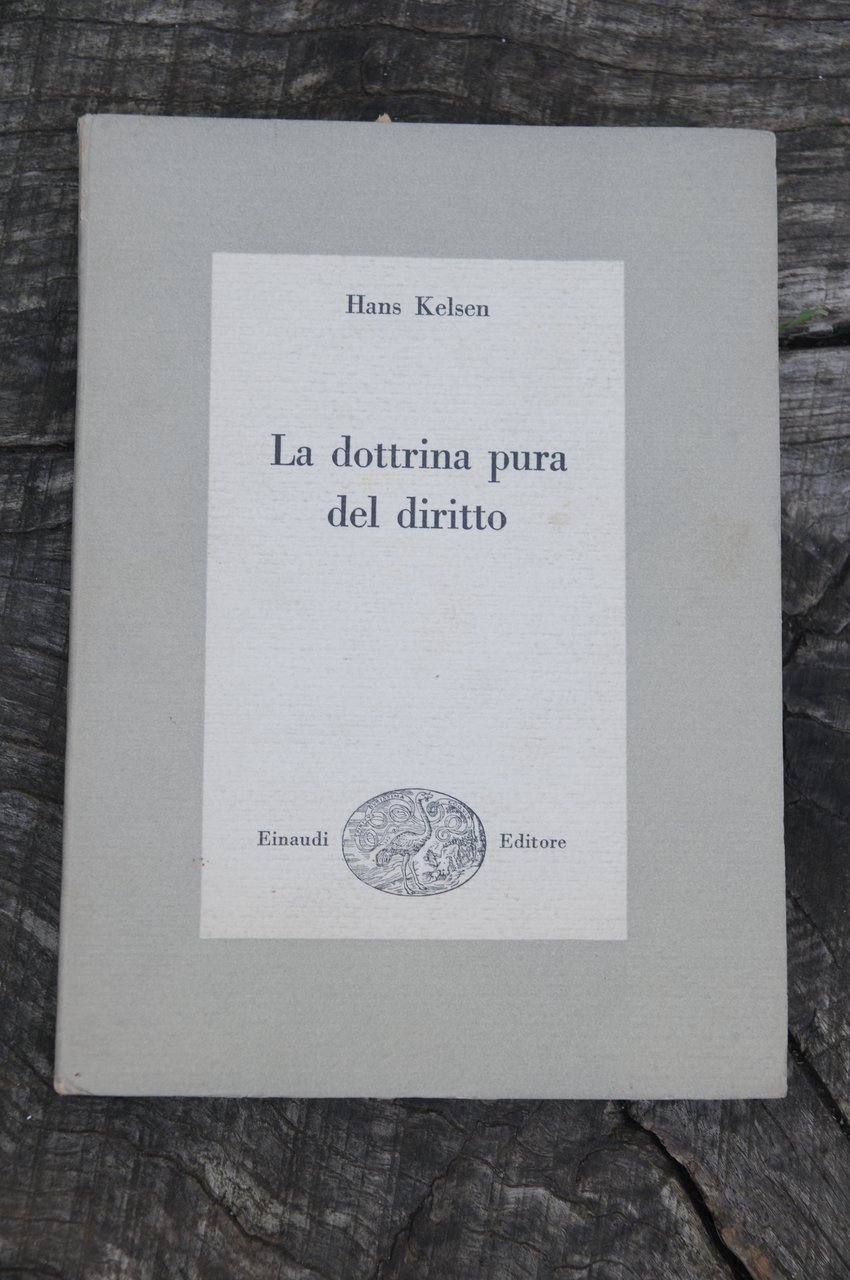 Hans Kelsen
La dottrina pura
del diritto
Einaudi Editore